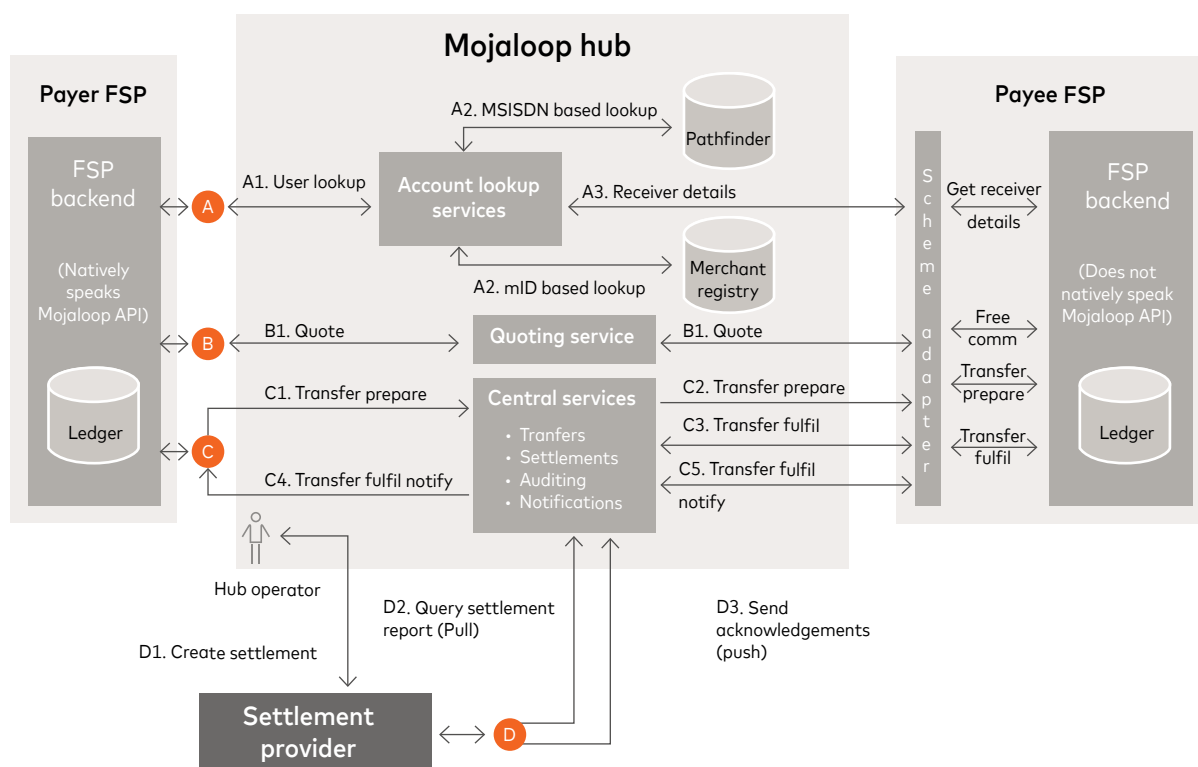 Mojaloop hub
Payer FSP
Payee FSP
FSP
backend
(Natively
speaks
Mojaloop API)
Ledger
A
B
C
A1. User lookup
A2. MSISDN based lookup
Pathfinder
Account lookup
services
A3. Receiver details
A2. mID based lookup
Merchant
registry
B1. Quote
Quoting service
B1. Quote
C1. Transfer prepare
Central services
• Tranfers
• Settlements
• Auditing
• Notifications
C2. Transfer prepare
C3. Transfer fulfil
C4. Transfer fulfil notify
C5. Transfer fulfil
notify
Scheme adapter
Get receiver
details
Free
comm
Transfer
prepare
Transfer
fulfil
FSP
backend
(Does not
natively speak
Mojaloop API)
Ledger
Hub operator
D1. Create settlement
D2. Query settlement
report (Pull)
D3. Send
acknowledgements
(push)
Settlement
provider
D